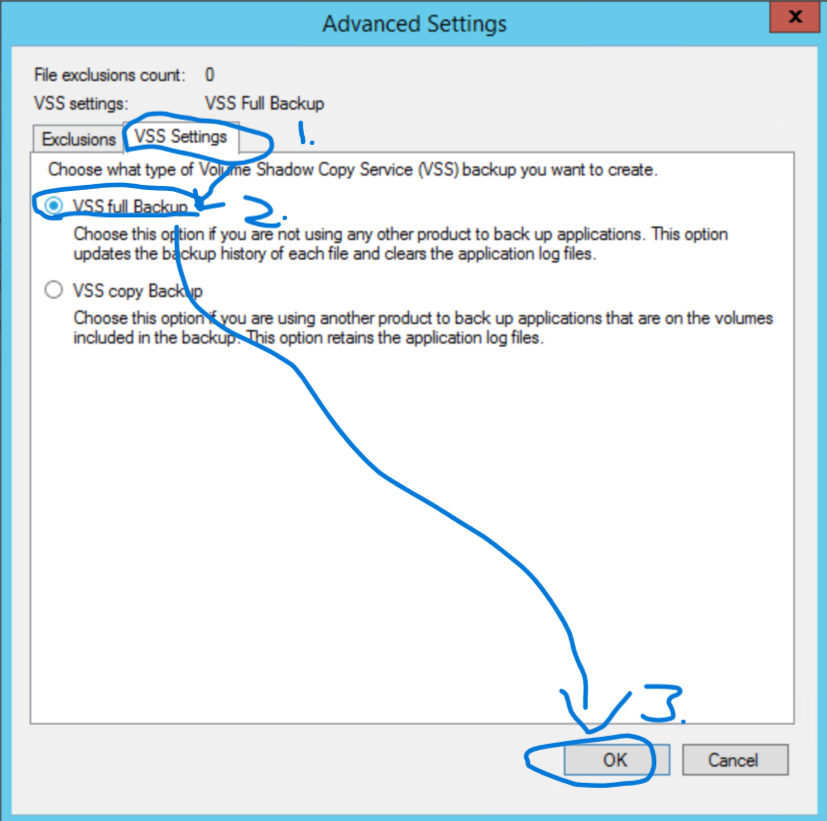 Advanced Settings
x
File exclusions count: 0
VSS settings: VSS Full Backup
Exclusions VSS Settings 1.
Choose what type of Volume Shadow Copy Service (VSS) backup you want to create.
VSS full Backup 2.
Choose this option if you are not using any other product to back up applications. This option
updates the backup history of each file and clears the application log files.
VSS copy Backup
Choose this option if you are using another product to back up applications that are on the volumes
included in the backup. This option retains the application log files.
3.
OK Cancel